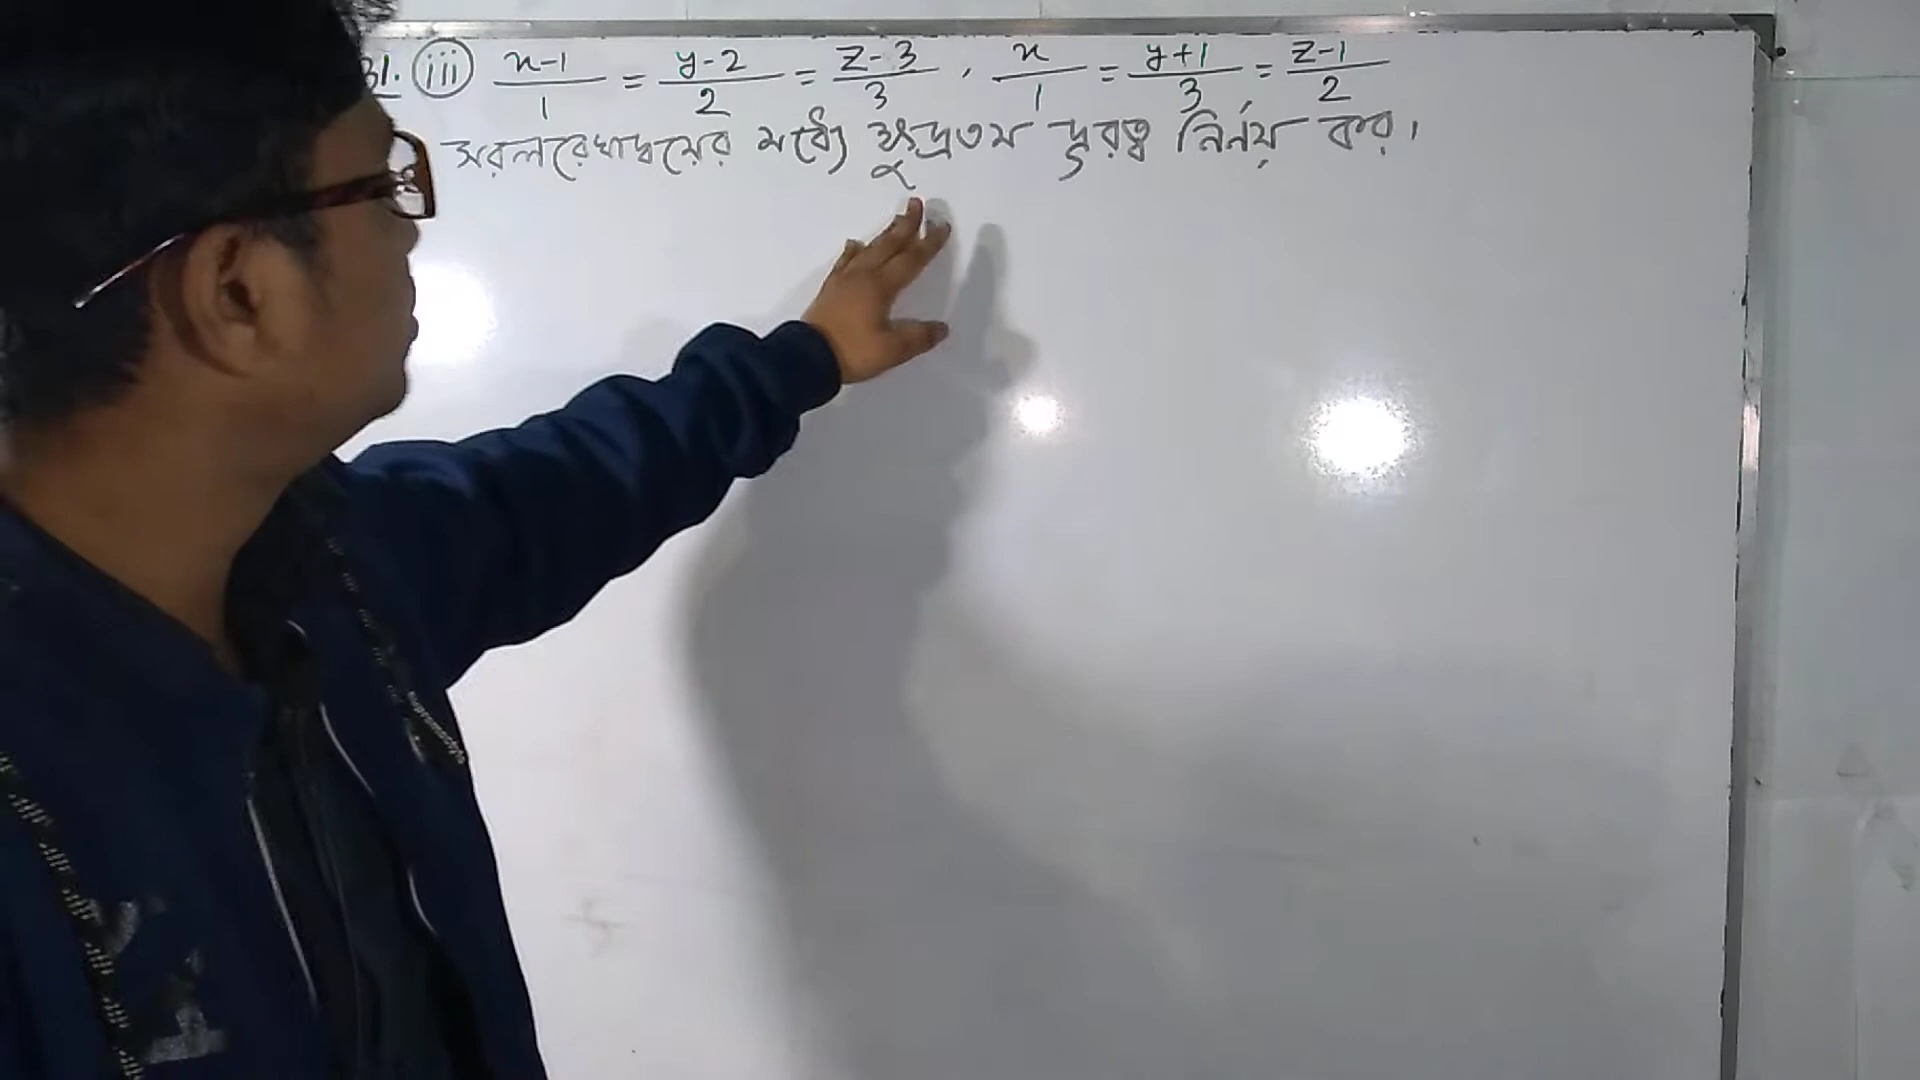 31. (iii) x-1/1 = y-2/2 = z-3/3 , x/1 = y+1/3 = z-1/2
সরলরেখাদ্বয়ের মধ্যে ক্ষুদ্রতম দূরত্ব নির্ণয় কর।